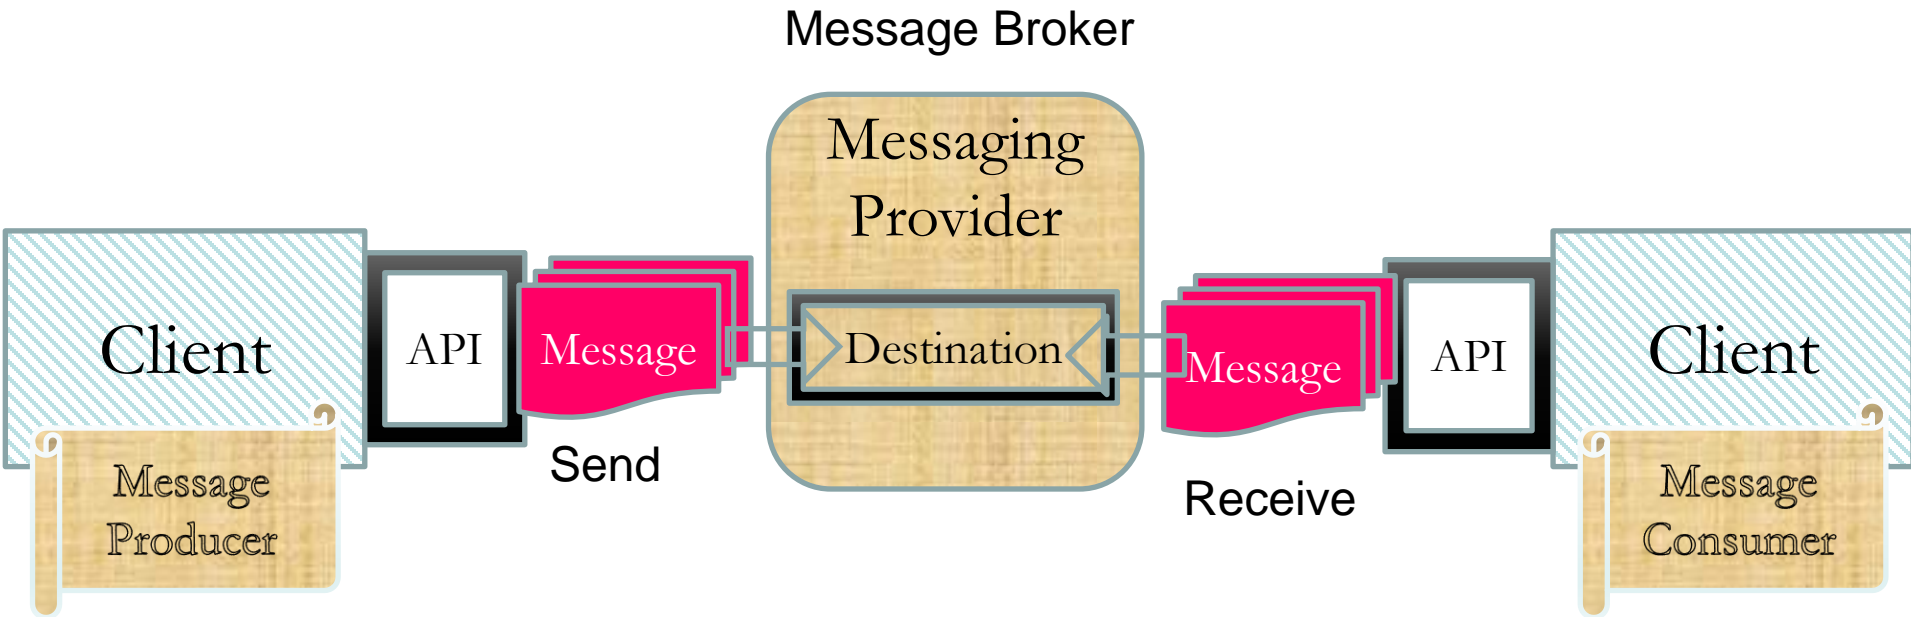 Message Broker
Messaging
Provider
Client
API
Message
Destination
Message
API
Client
Send
Receive
Message
Producer
Message
Consumer